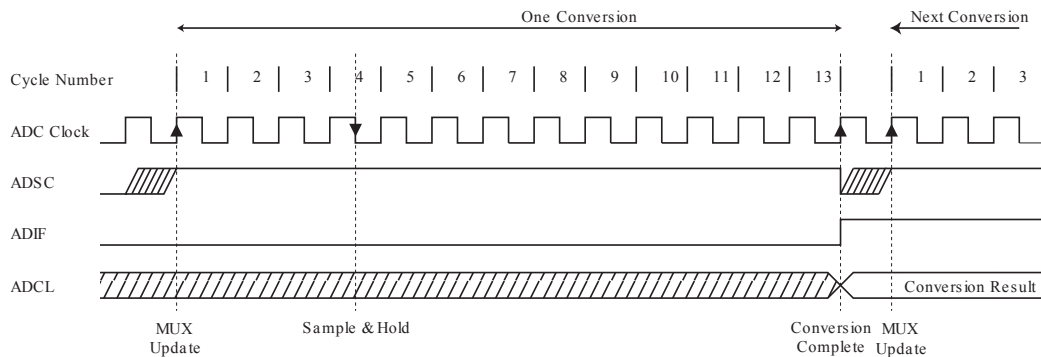 One Conversion
Next Conversion
Cycle Number 1 2 3 4 5 6 7 8 9 10 11 12 13 1 2 3
ADC Clock
ADSC
ADIF
ADCL
Conversion Result
MUX Update
Sample & Hold
Conversion Complete
MUX Update